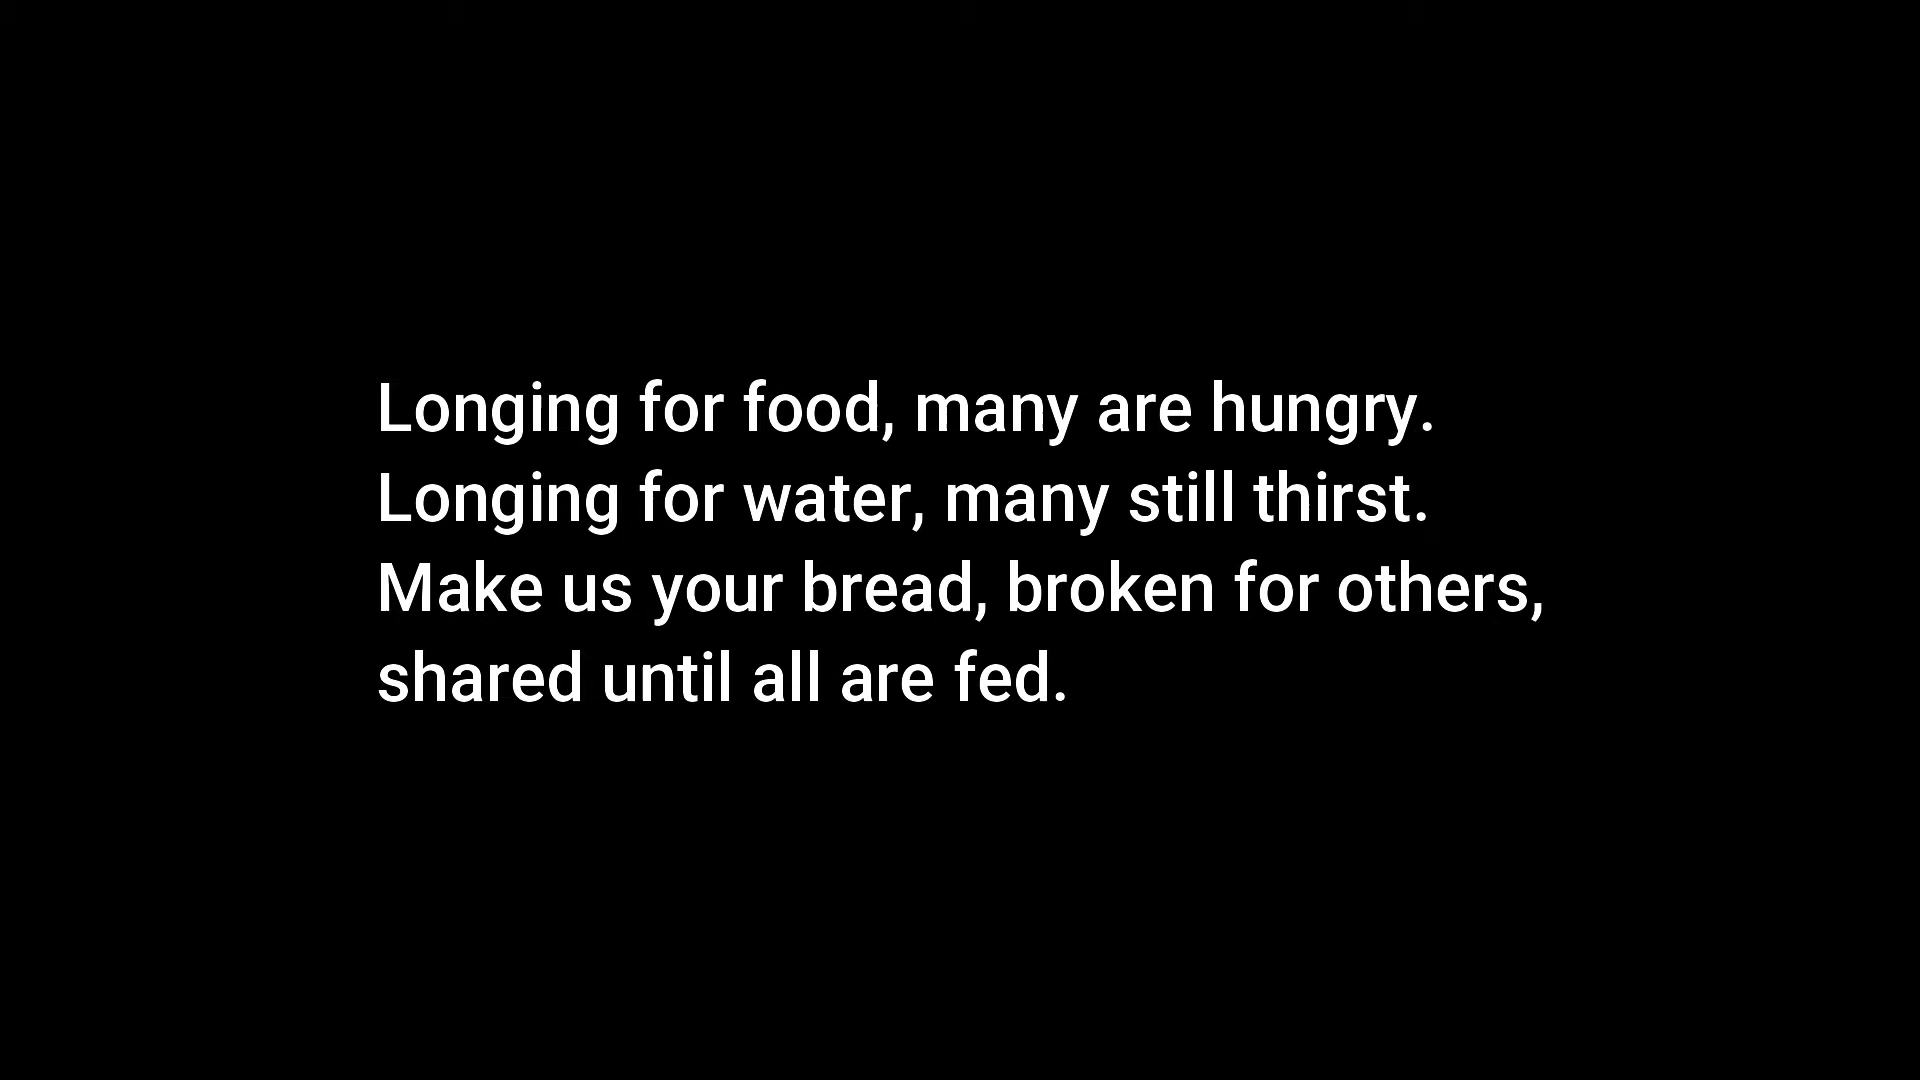 Longing for food, many are hungry.
Longing for water, many still thirst.
Make us your bread, broken for others,
shared until all are fed.